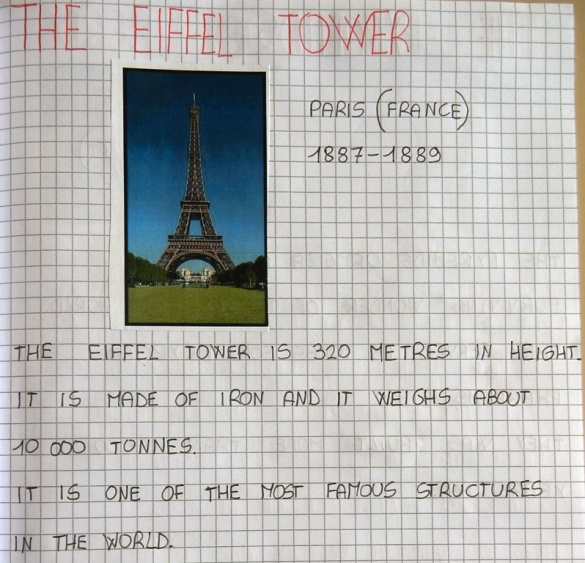 THE EIFFEL TOWER
PARIS (FRANCE)
1887-1889
THE EIFFEL TOWER IS 320 METRES IN HEIGHT.
IT IS MADE OF IRON AND IT WEIGHS ABOUT
10 000 TONNES.
IT IS ONE OF THE MOST FAMOUS STRUCTURES
IN THE WORLD.